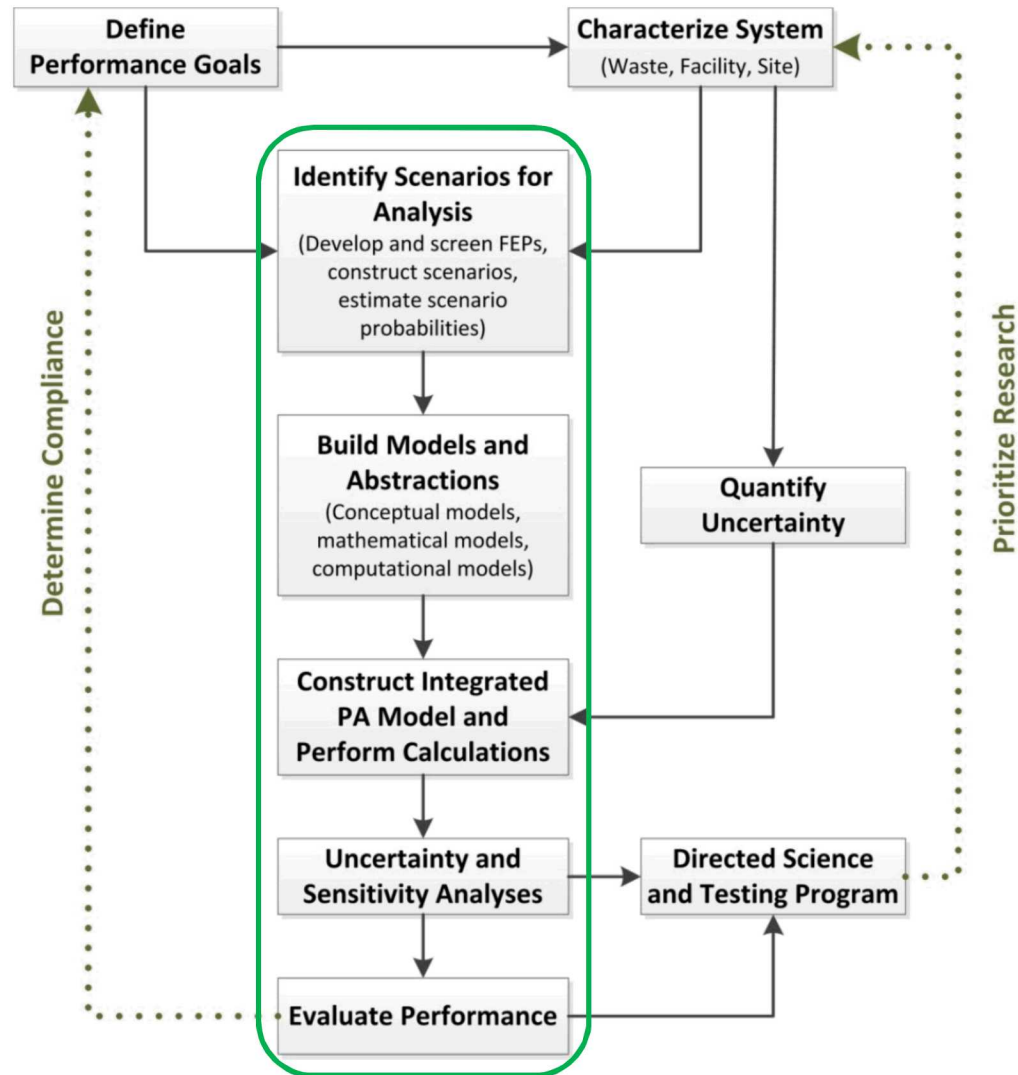 Define
Performance Goals
Characterize System
(Waste, Facility, Site)
Identify Scenarios for
Analysis
(Develop and screen FEPs,
construct scenarios,
estimate scenario
probabilities)
Build Models and
Abstractions
(Conceptual models,
mathematical models,
computational models)
Quantify
Uncertainty
Construct Integrated
PA Model and
Perform Calculations
Uncertainty and
Sensitivity Analyses
Directed Science
and Testing Program
Evaluate Performance
Determine Compliance
Prioritize Research